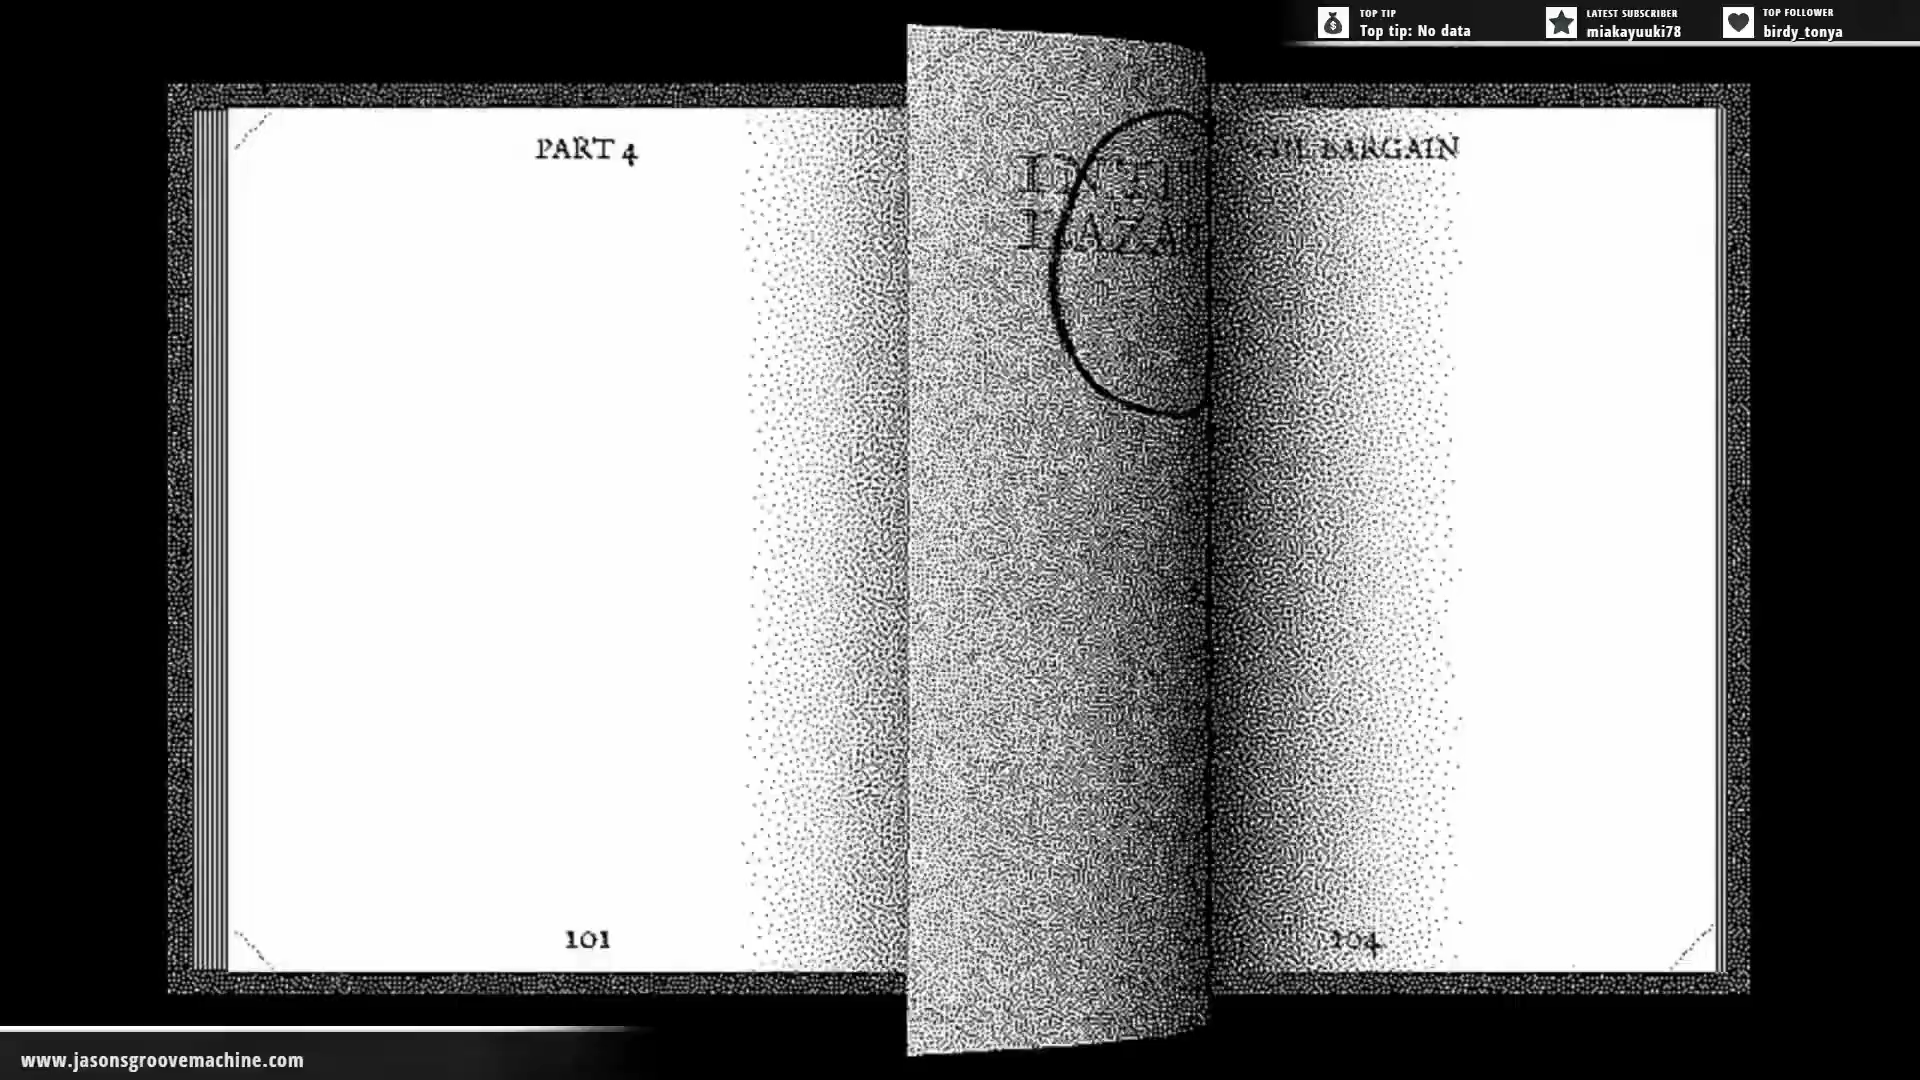 TOP TIP
Top tip: No data
LATEST SUBSCRIBER
miakayuuki78
TOP FOLLOWER
birdy_tonya
PART 4
BARGAIN
101
104
www.jasonsgroovemachine.com